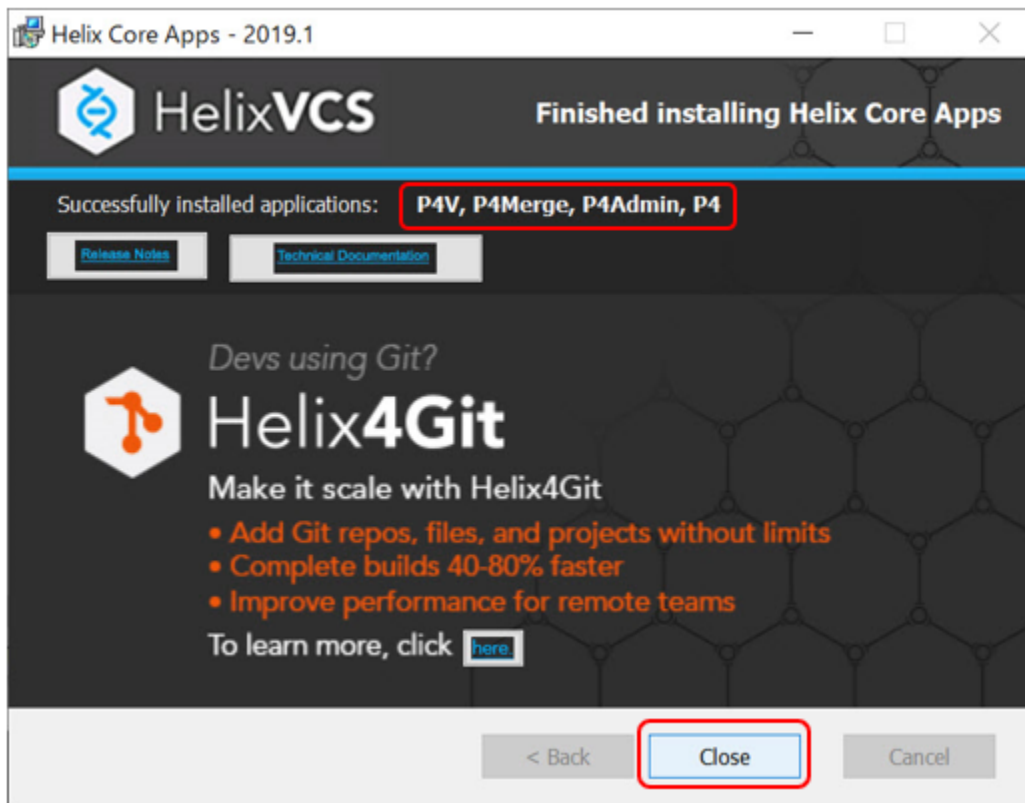 Helix Core Apps - 2019.1
HelixVCS
Finished installing Helix Core Apps
Successfully installed applications: P4V, P4Merge, P4Admin, P4
Release Notes Technical Documentation
Devs using Git?
Helix4Git
Make it scale with Helix4Git
• Add Git repos, files, and projects without limits
• Complete builds 40-80% faster
• Improve performance for remote teams
To learn more, click here.
< Back Close Cancel